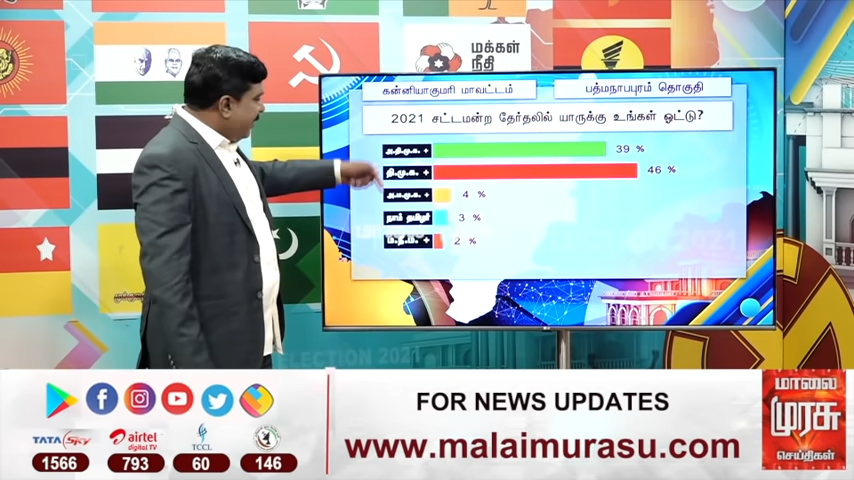 மக்கள்
நீதி
கன்னியாகுமரி மாவட்டம்
பத்மநாபபுரம் தொகுதி
2021 சட்டமன்ற தேர்தலில் யாருக்கு உங்கள் ஓட்டு?
அ.தி.மு.க. + 39 %
தி.மு.க. + 46 %
அ.ம.மு.க. + 4 %
நாம் தமிழர் 3 %
ம.நீ.ம. + 2 %
ELECTION 2021
FOR NEWS UPDATES
www.malaimurasu.com
TATA SKY
1566
airtel
digital TV
793
TCCL
60
146
மாலை
முரசு
செய்திகள்